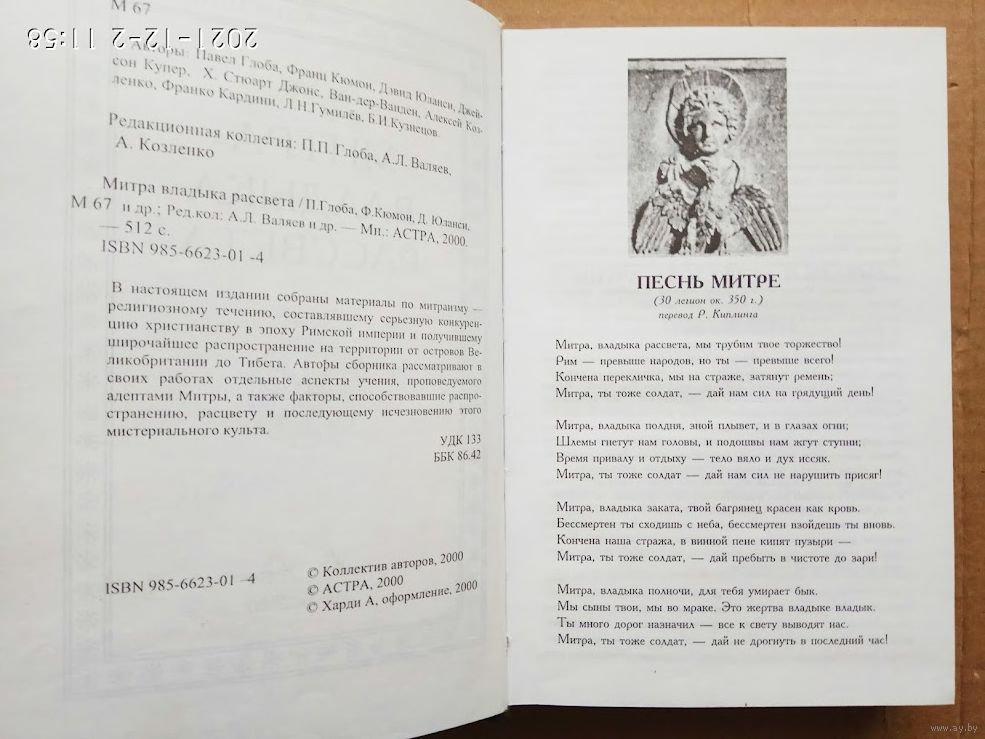 М 67
2021-12-2 11:58
Авторы: Павел Глоба, Франц Кюмон, Дэвид Юланси, Джей-
сон Купер, Х. Стюарт Джонс, Ван-дер-Ванден, Алексей Коз-
ленко, Франко Кардини, Л.Н.Гумилёв, Б.И.Кузнецов
Редакционная коллегия: П.П. Глоба, А.Л. Валяев,
А. Козленко
Митра владыка рассвета / П.Глоба, Ф.Кюмон, Д. Юланси,
М 67 и др.; Ред.кол: А.Л. Валяев и др. — Мн.: АСТРА, 2000.
— 512 с.
ISBN 985-6623-01 -4
В настоящем издании собраны материалы по митраизму —
религиозному течению, составлявшему серьезную конкурен-
цию христианству в эпоху Римской империи и получившему
широчайшее распространение на территории от островов Ве-
ликобритании до Тибета. Авторы сборника рассматривают в
своих работах отдельные аспекты учения, проповедуемого
адептами Митры, а также факторы, способствовавшие распро-
странению, расцвету и последующему исчезновению этого
мистериального культа.
УДК 133
ББК 86.42
ISBN 985-6623-01 -4
© Коллектив авторов, 2000
© АСТРА, 2000
© Харди А, оформление, 2000
ПЕСНЬ МИТРЕ
(30 легион ок. 350 г.)
перевод Р. Киплинга
Митра, владыка рассвета, мы трубим твое торжество!
Рим — превыше народов, но ты — превыше всего!
Кончена перекличка, мы на страже, затянут ремень;
Митра, ты тоже солдат, — дай нам сил на грядущий день!
Митра, владыка полдня, зной плывет, и в глазах огни;
Шлемы гнетут нам головы, и подошвы нам жгут ступни;
Время привалу и отдыху — тело вяло и дух иссяк.
Митра, ты тоже солдат — дай нам сил не нарушить присяг!
Митра, владыка заката, твой багрянец красен как кровь.
Бессмертен ты сходишь с неба, бессмертен взойдешь ты вновь.
Кончена наша стража, в винной пене кипят пузыри —
Митра, ты тоже солдат, — дай пребыть в чистоте до зари!
Митра, владыка полночи, для тебя умирает бык.
Мы сыны твои, мы во мраке. Это жертва владыке владык.
Ты много дорог назначил — все к свету выводят нас.
Митра, ты тоже солдат, — дай не дрогнуть в последний час!
www.ay.by